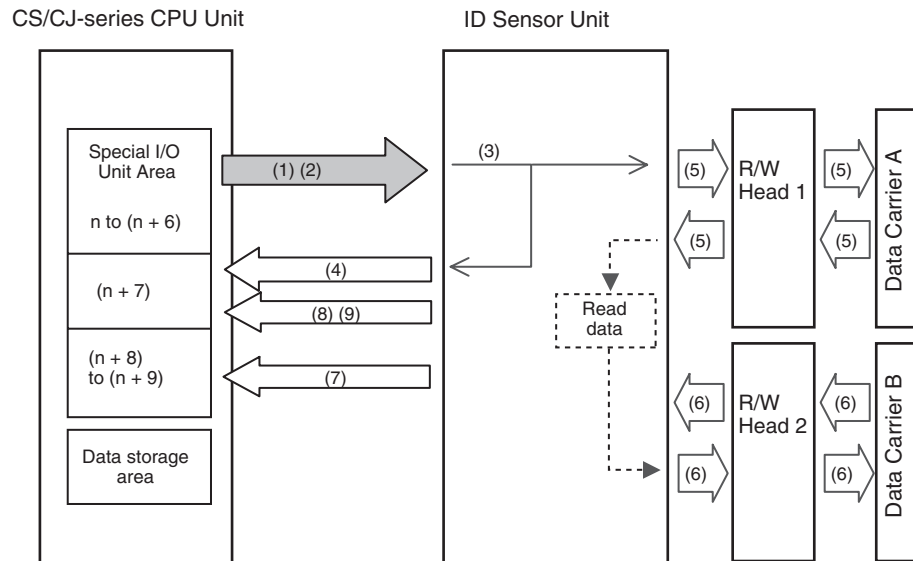 CS/CJ-series CPU Unit
ID Sensor Unit
Special I/O
Unit Area
n to (n + 6)
(n + 7)
(n + 8)
to (n + 9)
Data storage
area
(1) (2)
(3)
(4)
(8) (9)
(7)
Read
data
(5)
(5)
R/W
Head 1
(5)
(5)
Data Carrier A
(6)
(6)
R/W
Head 2
(6)
(6)
Data Carrier B